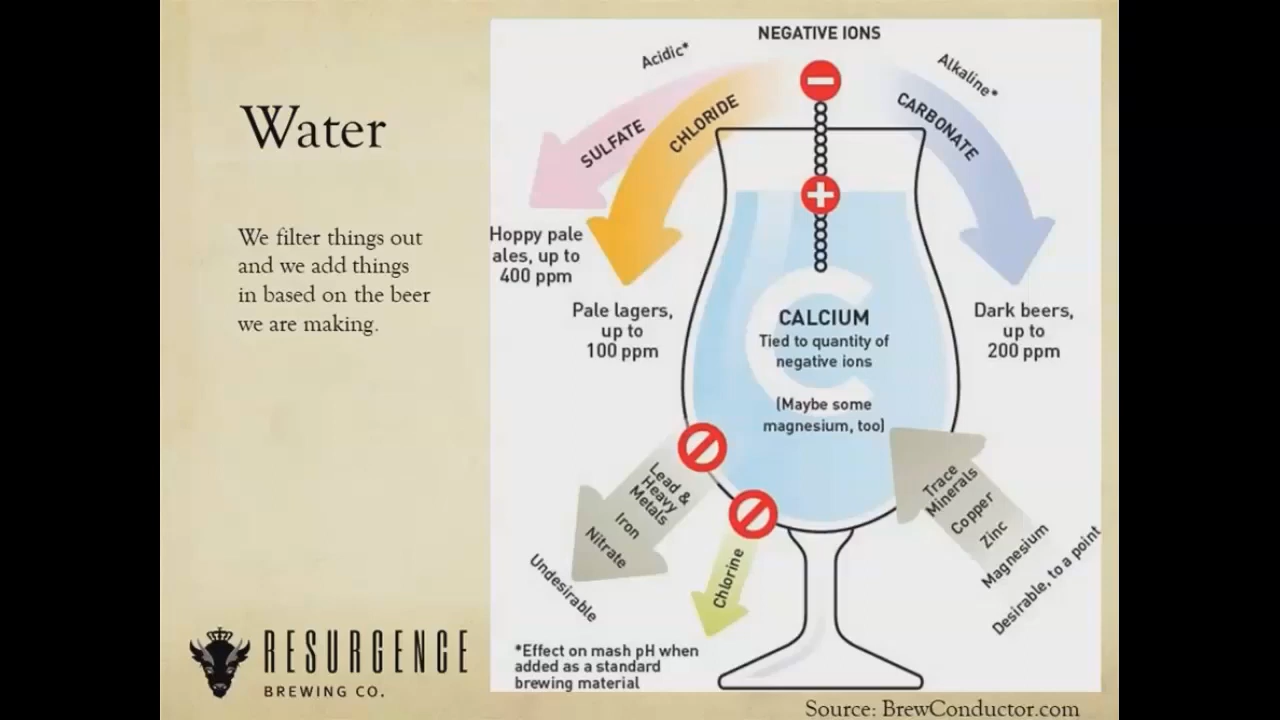 Water
We filter things out
and we add things
in based on the beer
we are making.
RESURGENCE
BREWING CO.
NEGATIVE IONS
Acidic*
Alkaline*
SULFATE
CHLORIDE
CARBONATE
Hoppy pale
ales, up to
400 ppm
Pale lagers,
up to
100 ppm
Dark beers,
up to
200 ppm
CALCIUM
Tied to quantity of
negative ions
(Maybe some
magnesium, too)
Lead &
Heavy
Metals
Iron
Nitrate
Undesirable
Chlorine
Trace
Minerals
Copper
Zinc
Magnesium
Desirable, to a point
*Effect on mash pH when
added as a standard
brewing material
Source: BrewConductor.com